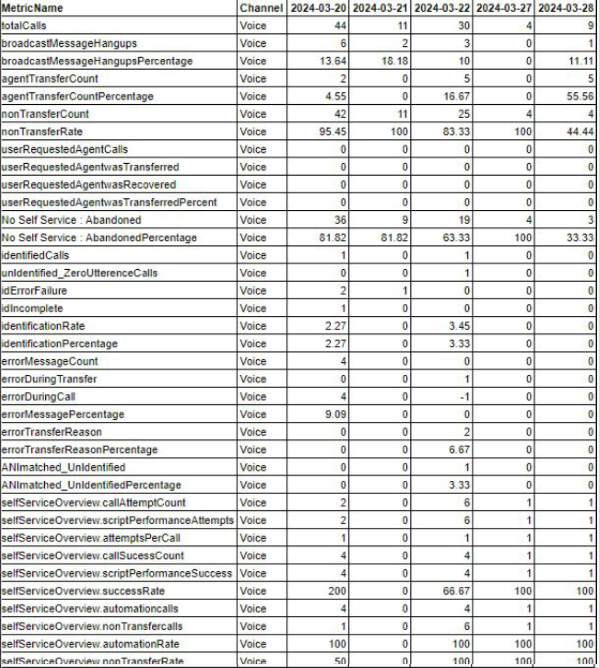 MetricName Channel 2024-03-20 2024-03-21 2024-03-22 2024-03-27 2024-03-28
totalCalls Voice 44 11 30 4 9
broadcastMessageHangups Voice 6 2 3 0 1
broadcastMessageHangupsPercentage Voice 13.64 18.18 10 0 11.11
agentTransferCount Voice 2 0 5 0 5
agentTransferCountPercentage Voice 4.55 0 16.67 0 55.56
nonTransferCount Voice 42 11 25 4 4
nonTransferRate Voice 95.45 100 83.33 100 44.44
userRequestedAgentCalls Voice 0 0 0 0 0
userRequestedAgentwasTransferred Voice 0 0 0 0 0
userRequestedAgentwasRecovered Voice 0 0 0 0 0
userRequestedAgentwasTransferredPercent Voice 0 0 0 0 0
No Self Service : Abandoned Voice 36 9 19 4 3
No Self Service : AbandonedPercentage Voice 81.82 81.82 63.33 100 33.33
identifiedCalls Voice 1 0 1 0 0
unIdentified_ZeroUtterenceCalls Voice 0 0 1 0 0
idErrorFailure Voice 2 1 0 0 0
idIncomplete Voice 1 0 0 0 0
identificationRate Voice 2.27 0 3.45 0 0
identificationPercentage Voice 2.27 0 3.33 0 0
errorMessageCount Voice 4 0 0 0 0
errorDuringTransfer Voice 0 0 1 0 0
errorDuringCall Voice 4 0 -1 0 0
errorMessagePercentage Voice 9.09 0 0 0 0
errorTransferReason Voice 0 0 2 0 0
errorTransferReasonPercentage Voice 0 0 6.67 0 0
ANImatched_UnIdentified Voice 0 0 1 0 0
ANImatched_UnIdentifiedPercentage Voice 0 0 3.33 0 0
selfServiceOverview.callAttemptCount Voice 2 0 6 1 1
selfServiceOverview.scriptPerformanceAttempts Voice 2 0 6 1 1
selfServiceOverview.attemptsPerCall Voice 1 0 1 1 1
selfServiceOverview.callSucessCount Voice 4 0 4 1 1
selfServiceOverview.scriptPerformanceSuccess Voice 4 0 4 1 1
selfServiceOverview.successRate Voice 200 0 66.67 100 100
selfServiceOverview.automationcalls Voice 4 0 4 1 1
selfServiceOverview.nonTransfercalls Voice 1 0 6 1 1
selfServiceOverview.automationRate Voice 100 0 100 100 100
selfServiceOverview.nonTransferRate Voice 50 0 100 100 100